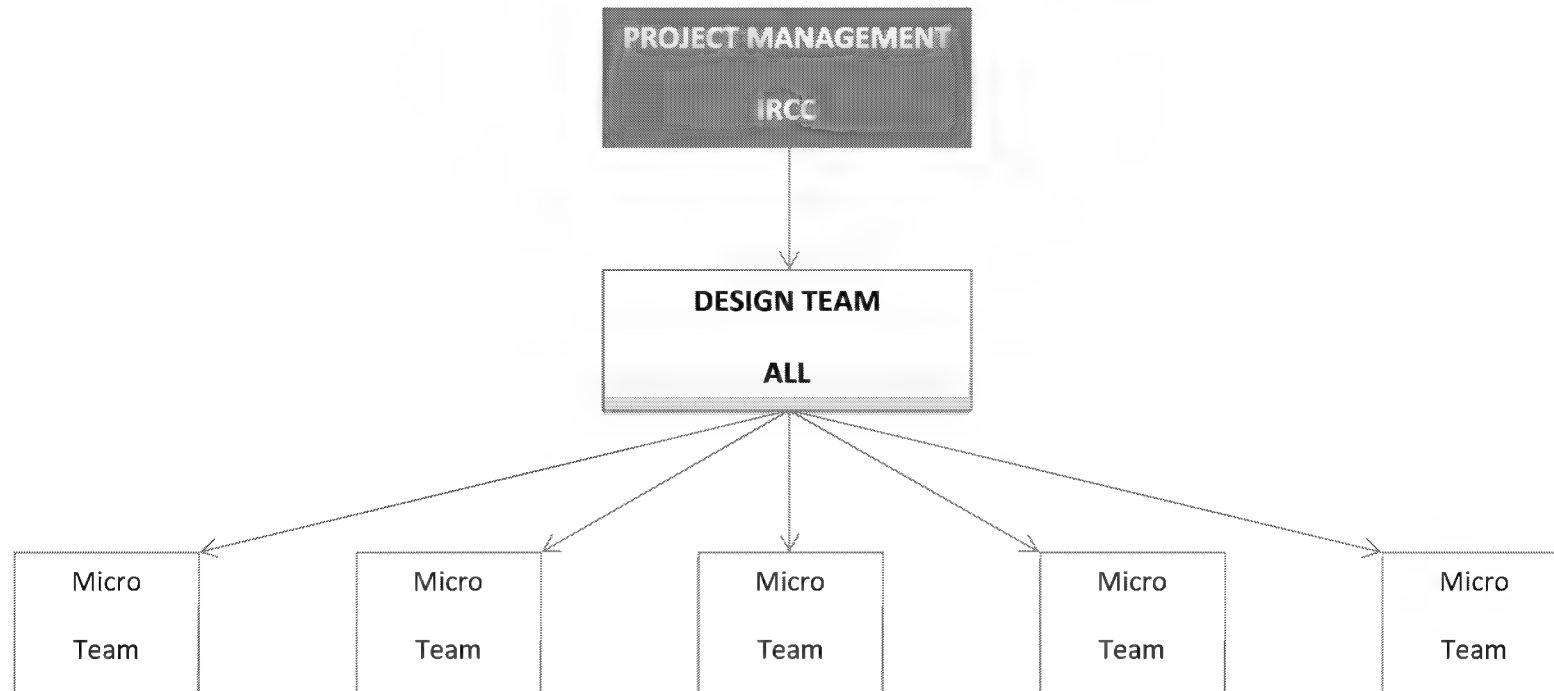 PROJECT MANAGEMENT
IRCC
DESIGN TEAM
ALL
Micro
Team
Micro
Team
Micro
Team
Micro
Team
Micro
Team